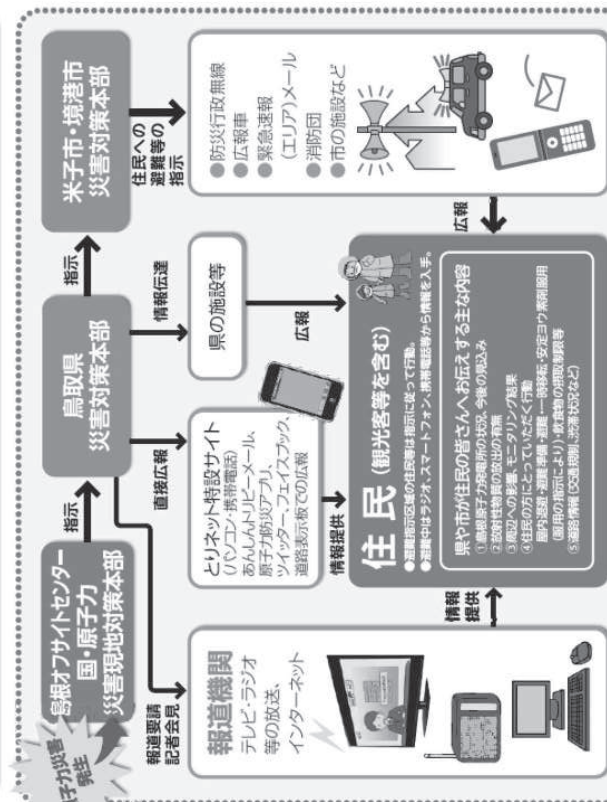 子力災害
発生
島根オフサイトセンター
国・原子力
災害現地対策本部
指示
鳥取県
災害対策本部
指示
米子市・境港市
災害対策本部
報道要請
記者会見
直接広報
情報伝達
住民への
避難等の
指示
報道機関
テレビ・ラジオ
等の放送、
インターネット
とりネット特設サイト
(パソコン・携帯電話)
あんしんトリピーメール、
原子力防災アプリ、
ツイッター、フェイスブック、
道路表示板での広報
県の施設等
●防災行政無線
●広報車
●緊急速報
(エリア)メール
●消防団
●市の施設など
情報
提供
情報提供
広報
広報
住民(観光客等を含む)
●避難指示区域の住民等は指示に従って行動。
●避難中はラジオ、スマートフォン、携帯電話等から情報を入手。
県や市が住民の皆さんへお伝えする主な内容
①島根原子力発電所の状況、今後の見込み
②放射性物質の放出の有無
③周辺への影響、モニタリング結果
④住民の方にとっていただく行動
屋内退避・避難準備・避難・一時移転・安定ヨウ素剤服用
(服用の指示により)・飲食物の摂取制限等
⑤道路情報(交通規制、渋滞状況など)